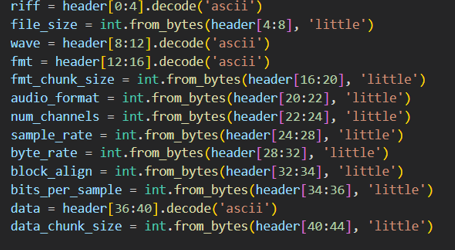 riff = header[0:4].decode('ascii')
file_size = int.from_bytes(header[4:8], 'little')
wave = header[8:12].decode('ascii')
fmt = header[12:16].decode('ascii')
fmt_chunk_size = int.from_bytes(header[16:20], 'little')
audio_format = int.from_bytes(header[20:22], 'little')
num_channels = int.from_bytes(header[22:24], 'little')
sample_rate = int.from_bytes(header[24:28], 'little')
byte_rate = int.from_bytes(header[28:32], 'little')
block_align = int.from_bytes(header[32:34], 'little')
bits_per_sample = int.from_bytes(header[34:36], 'little')
data = header[36:40].decode('ascii')
data_chunk_size = int.from_bytes(header[40:44], 'little')